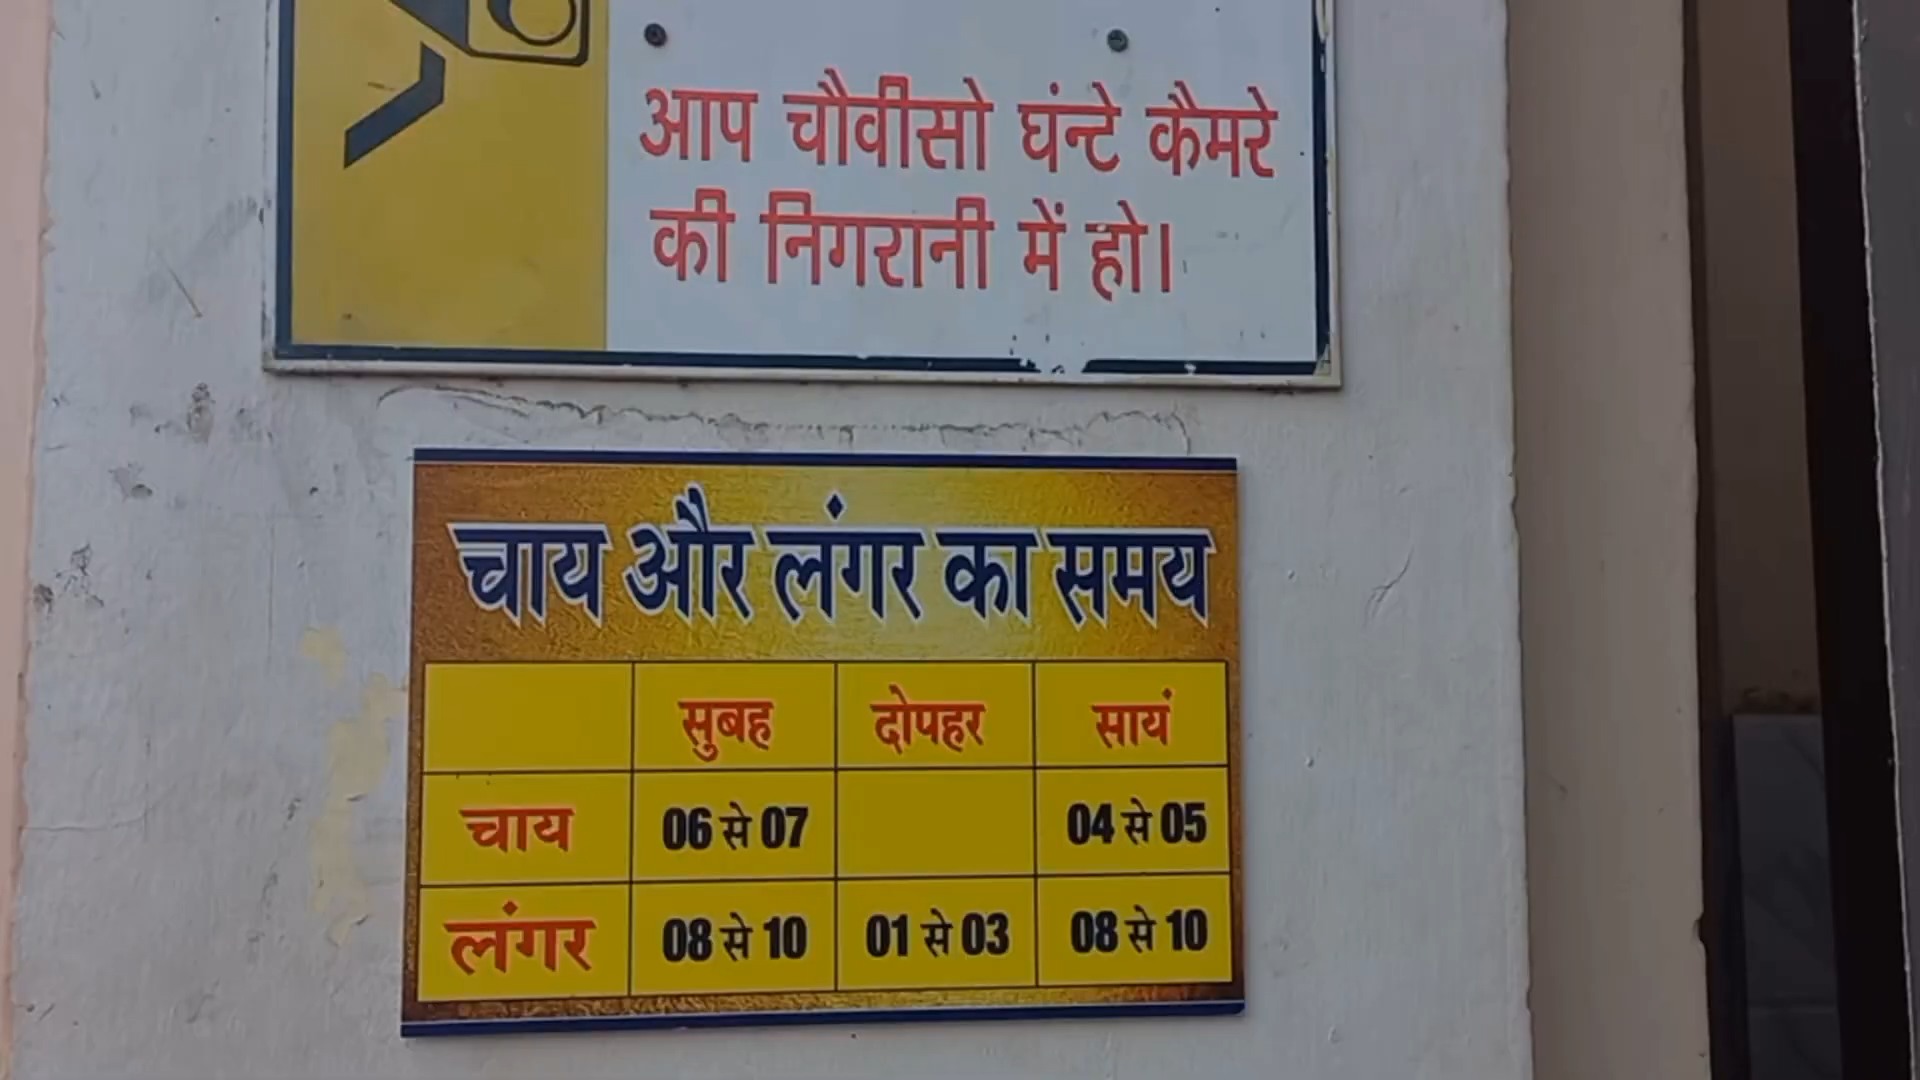 आप चौवीसो घंन्टे कैमरे
की निगरानी में हो।
चाय और लंगर का समय
सुबह दोपहर सायं
चाय 06 से 07 04 से 05
लंगर 08 से 10 01 से 03 08 से 10